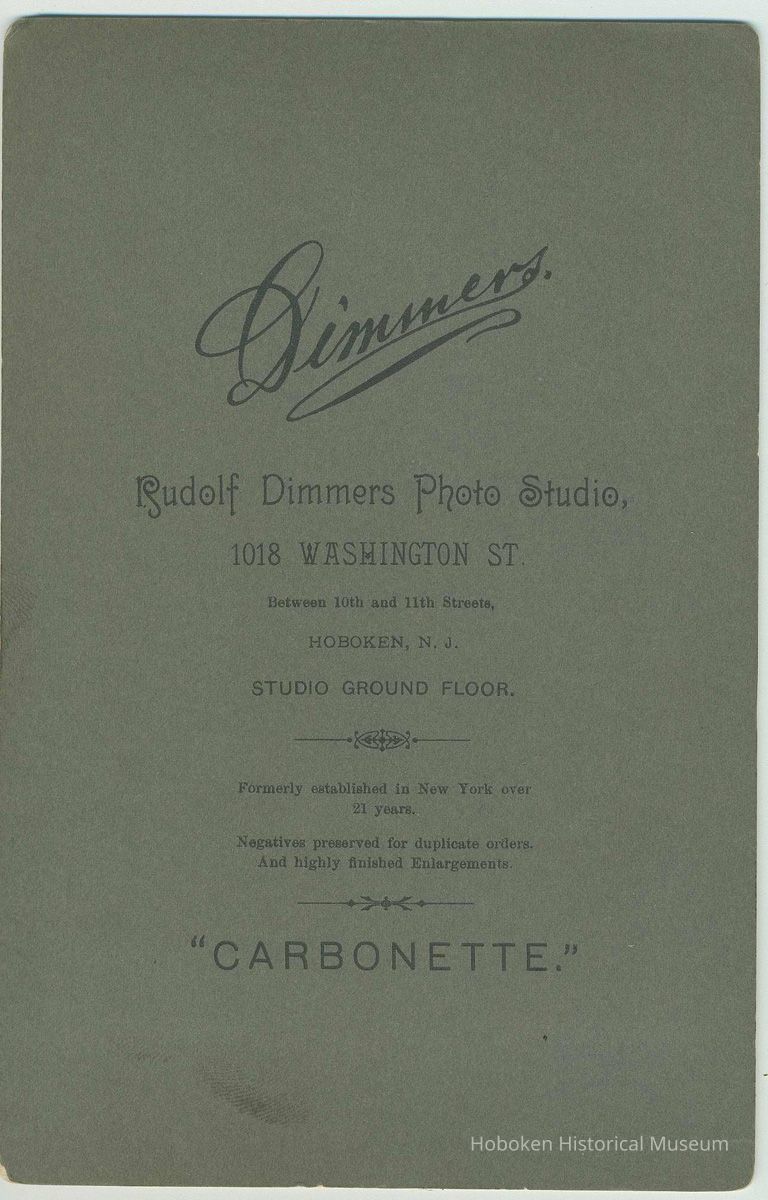 Dimmers.
Rudolf Dimmers Photo Studio,
1018 WASHINGTON ST.
Between 10th and 11th Streets,
HOBOKEN, N. J.
STUDIO GROUND FLOOR.
Formerly established in New York over
21 years.
Negatives preserved for duplicate orders.
And highly finished Enlargements.
"CARBONETTE."
Hoboken Historical Museum